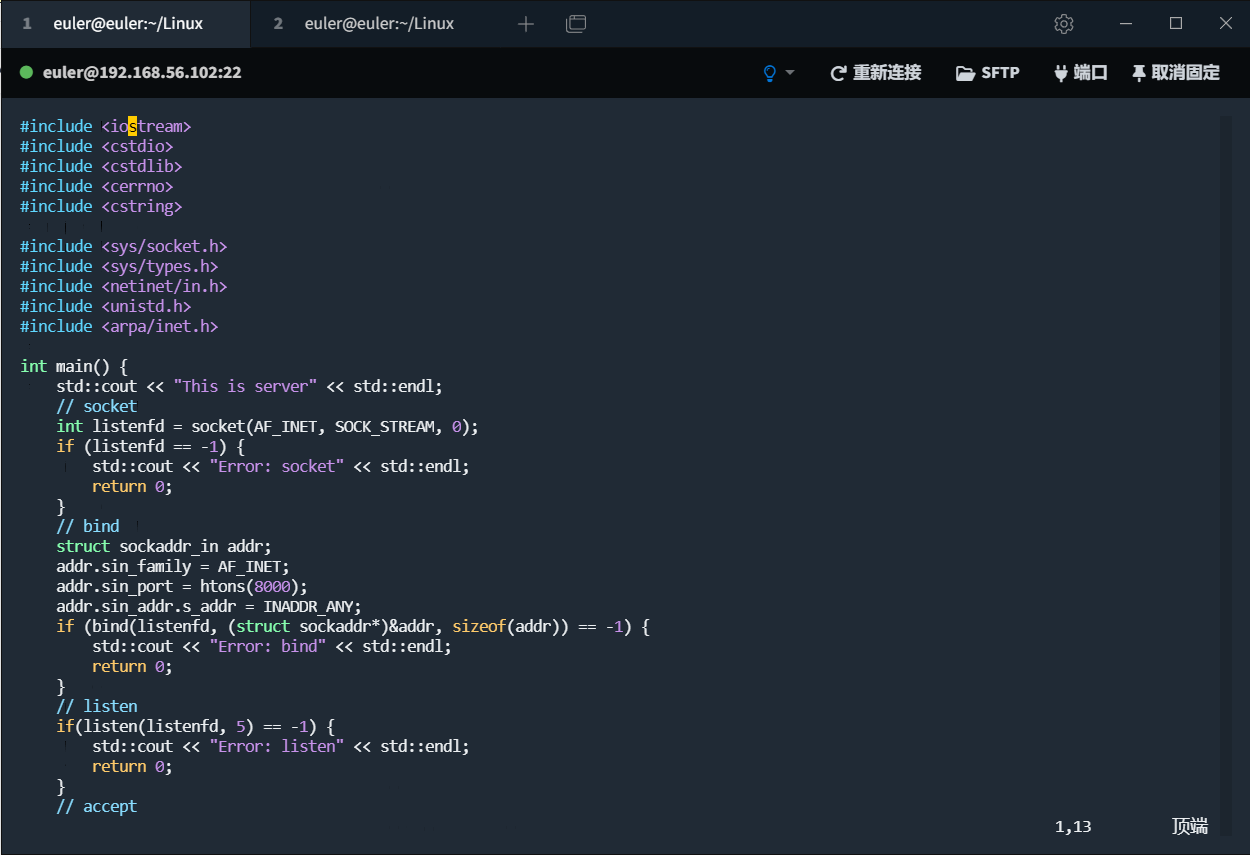 1 euler@euler:~/Linux 2 euler@euler:~/Linux
euler@192.168.56.102:22 重新连接 SFTP 端口 取消固定
#include <iostream>
#include <cstdio>
#include <cstdlib>
#include <cerrno>
#include <cstring>
#include <sys/socket.h>
#include <sys/types.h>
#include <netinet/in.h>
#include <unistd.h>
#include <arpa/inet.h>
int main() {
    std::cout << "This is server" << std::endl;
    // socket
    int listenfd = socket(AF_INET, SOCK_STREAM, 0);
    if (listenfd == -1) {
        std::cout << "Error: socket" << std::endl;
        return 0;
    }
    // bind
    struct sockaddr_in addr;
    addr.sin_family = AF_INET;
    addr.sin_port = htons(8000);
    addr.sin_addr.s_addr = INADDR_ANY;
    if (bind(listenfd, (struct sockaddr*)&addr, sizeof(addr)) == -1) {
        std::cout << "Error: bind" << std::endl;
        return 0;
    }
    // listen
    if(listen(listenfd, 5) == -1) {
        std::cout << "Error: listen" << std::endl;
        return 0;
    }
    // accept
1,13 顶端